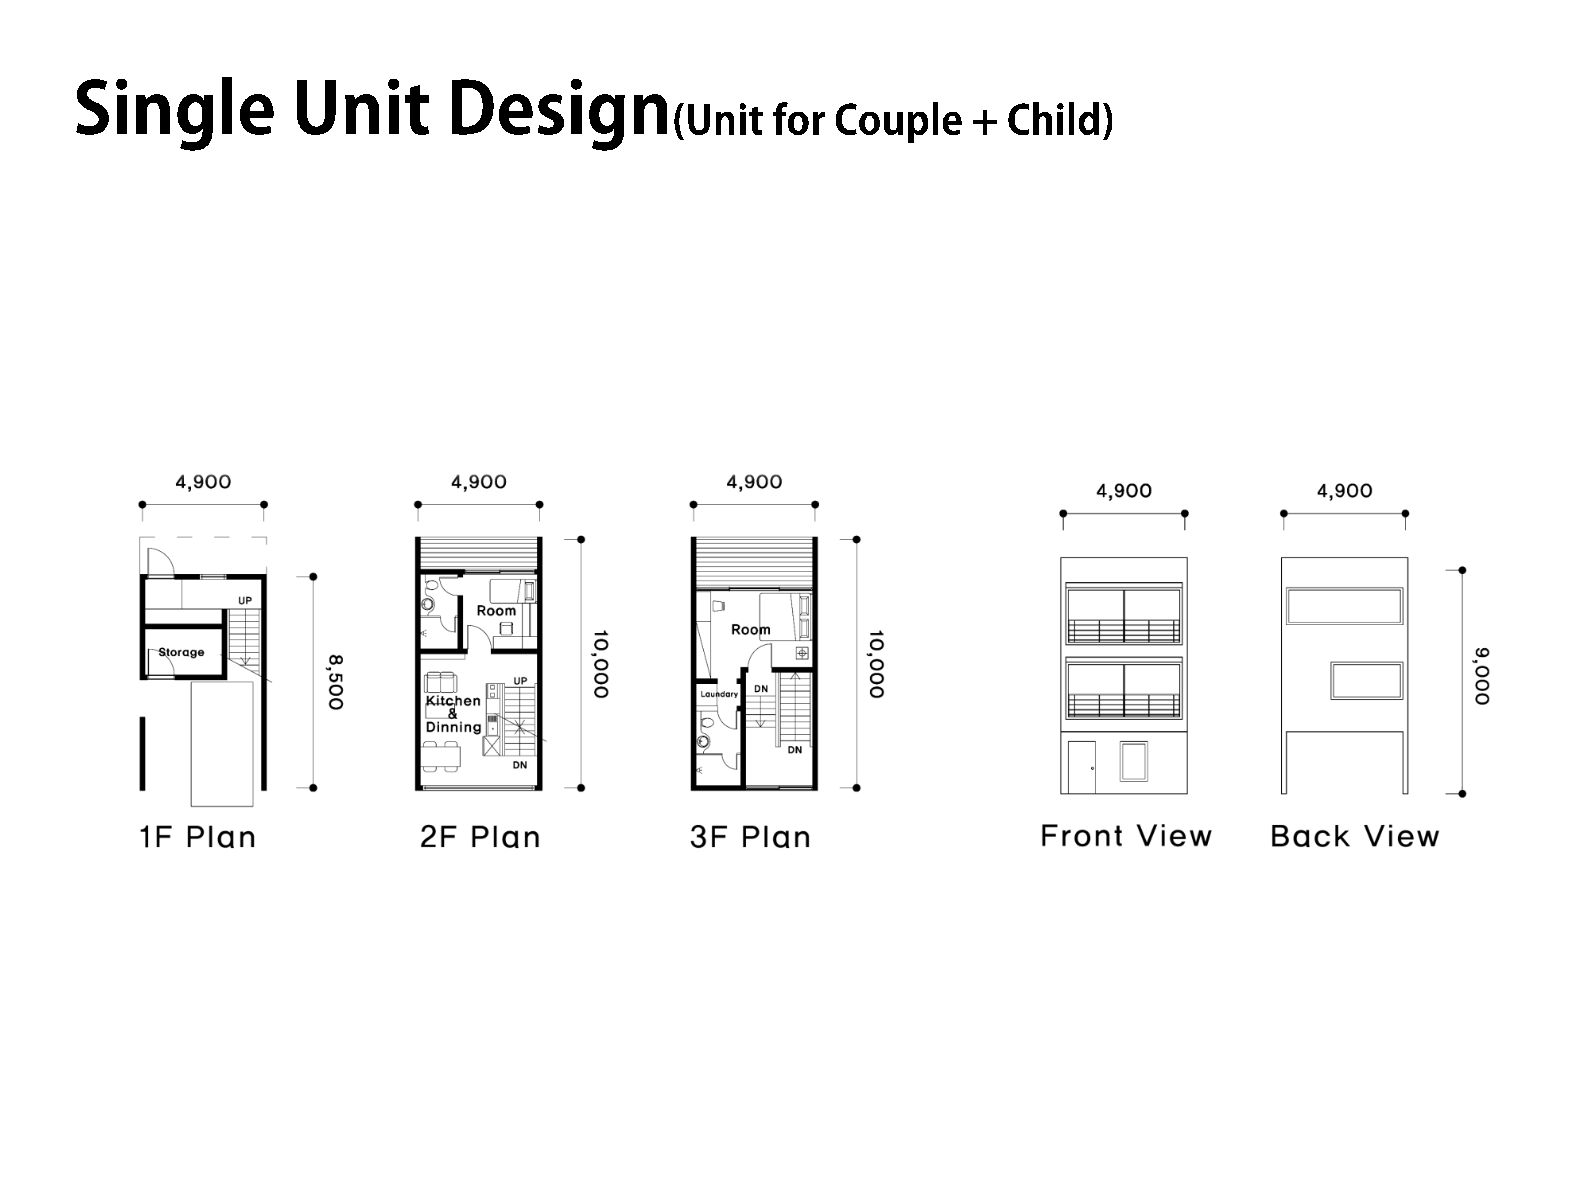 Single Unit Design(Unit for Couple + Child)
4,900
4,900
4,900
4,900
4,900
UP
Storage
8,500
Room
Kitchen
&
Dinning
UP
DN
10,000
Room
Laundary
DN
DN
10,000
9,000
1F Plan
2F Plan
3F Plan
Front View
Back View